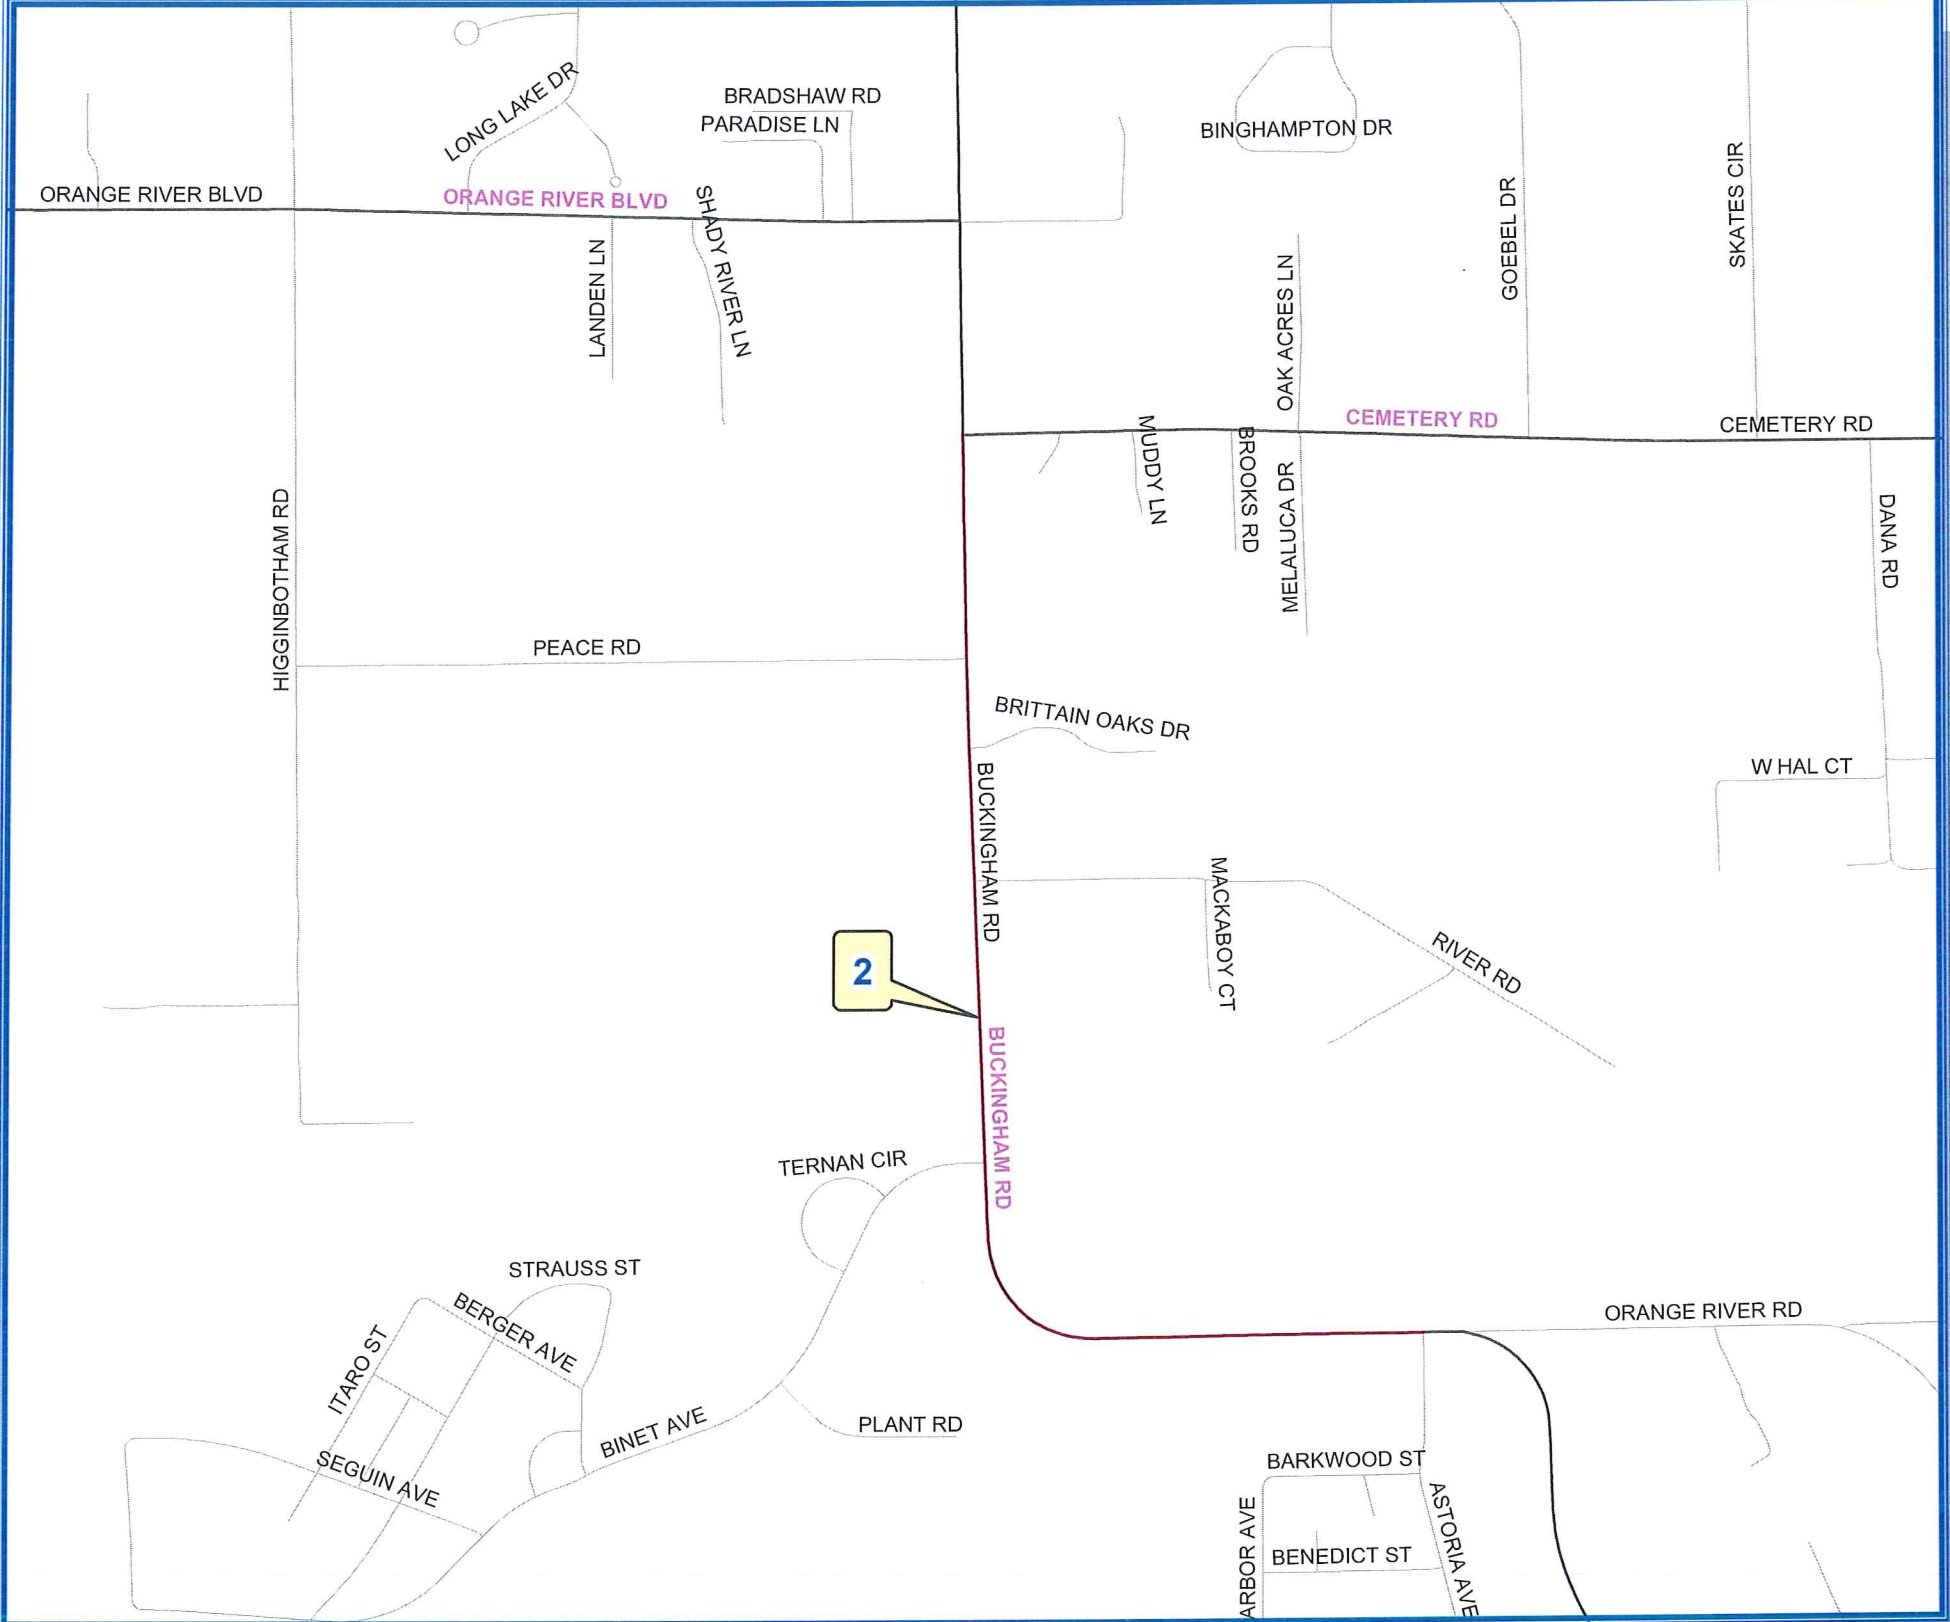 LONG LAKE DR
BRADSHAW RD
PARADISE LN
BINGHAMPTON DR
ORANGE RIVER BLVD
ORANGE RIVER BLVD
SHADY RIVER LN
LANDEN LN
OAK ACRES LN
GOEBEL DR
SKATES CIR
CEMETERY RD
CEMETERY RD
MUDDY LN
BROOKS RD
MELALUCA DR
DANA RD
HIGGINBOTHAM RD
PEACE RD
BRITTAIN OAKS DR
BUCKINGHAM RD
W HAL CT
MACKABOY CT
RIVER RD
2
BUCKINGHAM RD
TERNAN CIR
STRAUSS ST
BERGER AVE
ITARO ST
ORANGE RIVER RD
BINET AVE
PLANT RD
SEGUIN AVE
BARKWOOD ST
ARBOR AVE
BENEDICT ST
ASTORIA AVE